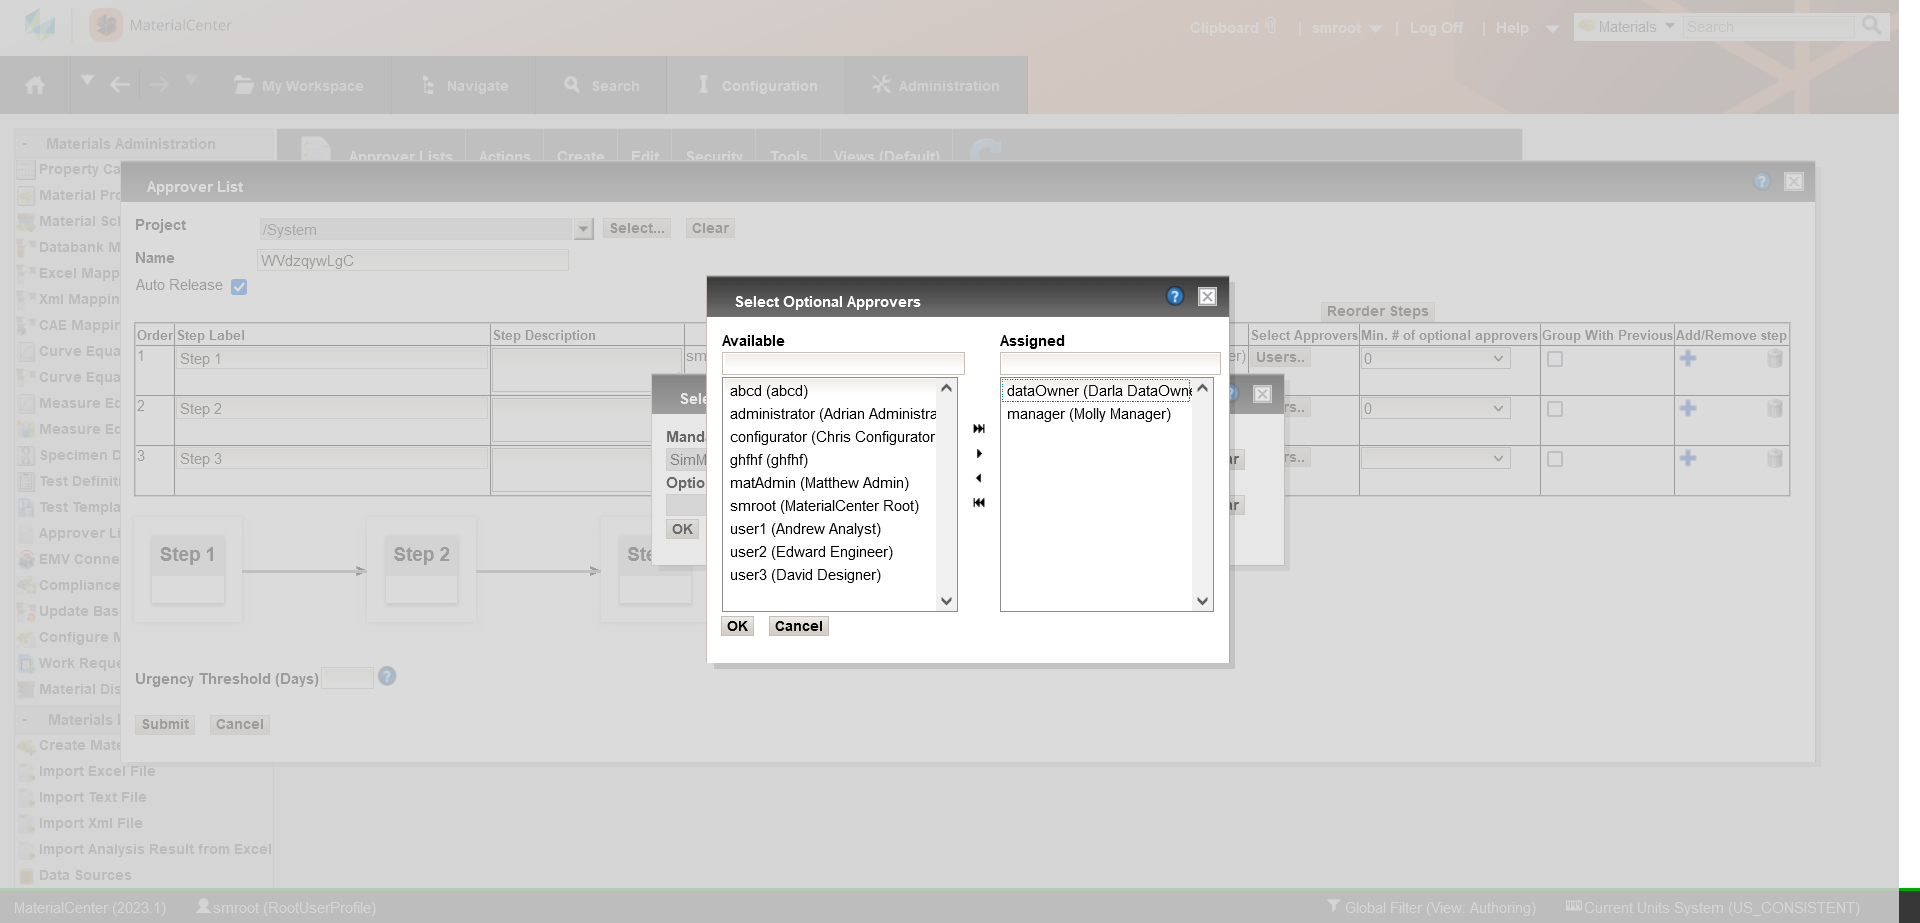 MaterialCenter
Clipboard | smroot | Log Off | Help Materials Search
My Workspace Navigate Search Configuration Administration
- Materials Administration
Approver Lists Actions Create Edit Security Tools Views (Default)
Property Ca
Material Pro
Material Sch
Databank M
Excel Mapp
Xml Mappin
CAE Mappin
Curve Equa
Curve Equa
Measure Ed
Measure Ed
Specimen D
Test Definiti
Test Templa
Approver Li
EMV Conne
Compliance
Update Bas
Configure M
Work Reque
Material Dis
- Materials I
Create Mate
Import Excel File
Import Text File
Import Xml File
Import Analysis Result from Excel
Data Sources
Approver List
Project /System Select... Clear
Name WVdzqywLgC
Auto Release
Reorder Steps
Order Step Label Step Description Select Approvers Min. # of optional approvers Group With Previous Add/Remove step
1 Step 1 sm er) Users.. 0
2 Step 2 rs.. 0
3 Step 3 rs..
Step 1 Step 2 Ste
Urgency Threshold (Days) ?
Submit Cancel
Sele
Manda
SimM ar
Optio
ar
OK
Select Optional Approvers
Available Assigned
abcd (abcd)
administrator (Adrian Administra
configurator (Chris Configurator
ghfhf (ghfhf)
matAdmin (Matthew Admin)
smroot (MaterialCenter Root)
user1 (Andrew Analyst)
user2 (Edward Engineer)
user3 (David Designer)
dataOwner (Darla DataOwne
manager (Molly Manager)
OK Cancel
MaterialCenter (2023.1) smroot (RootUserProfile) Global Filter (View: Authoring) Current Units System (US_CONSISTENT)